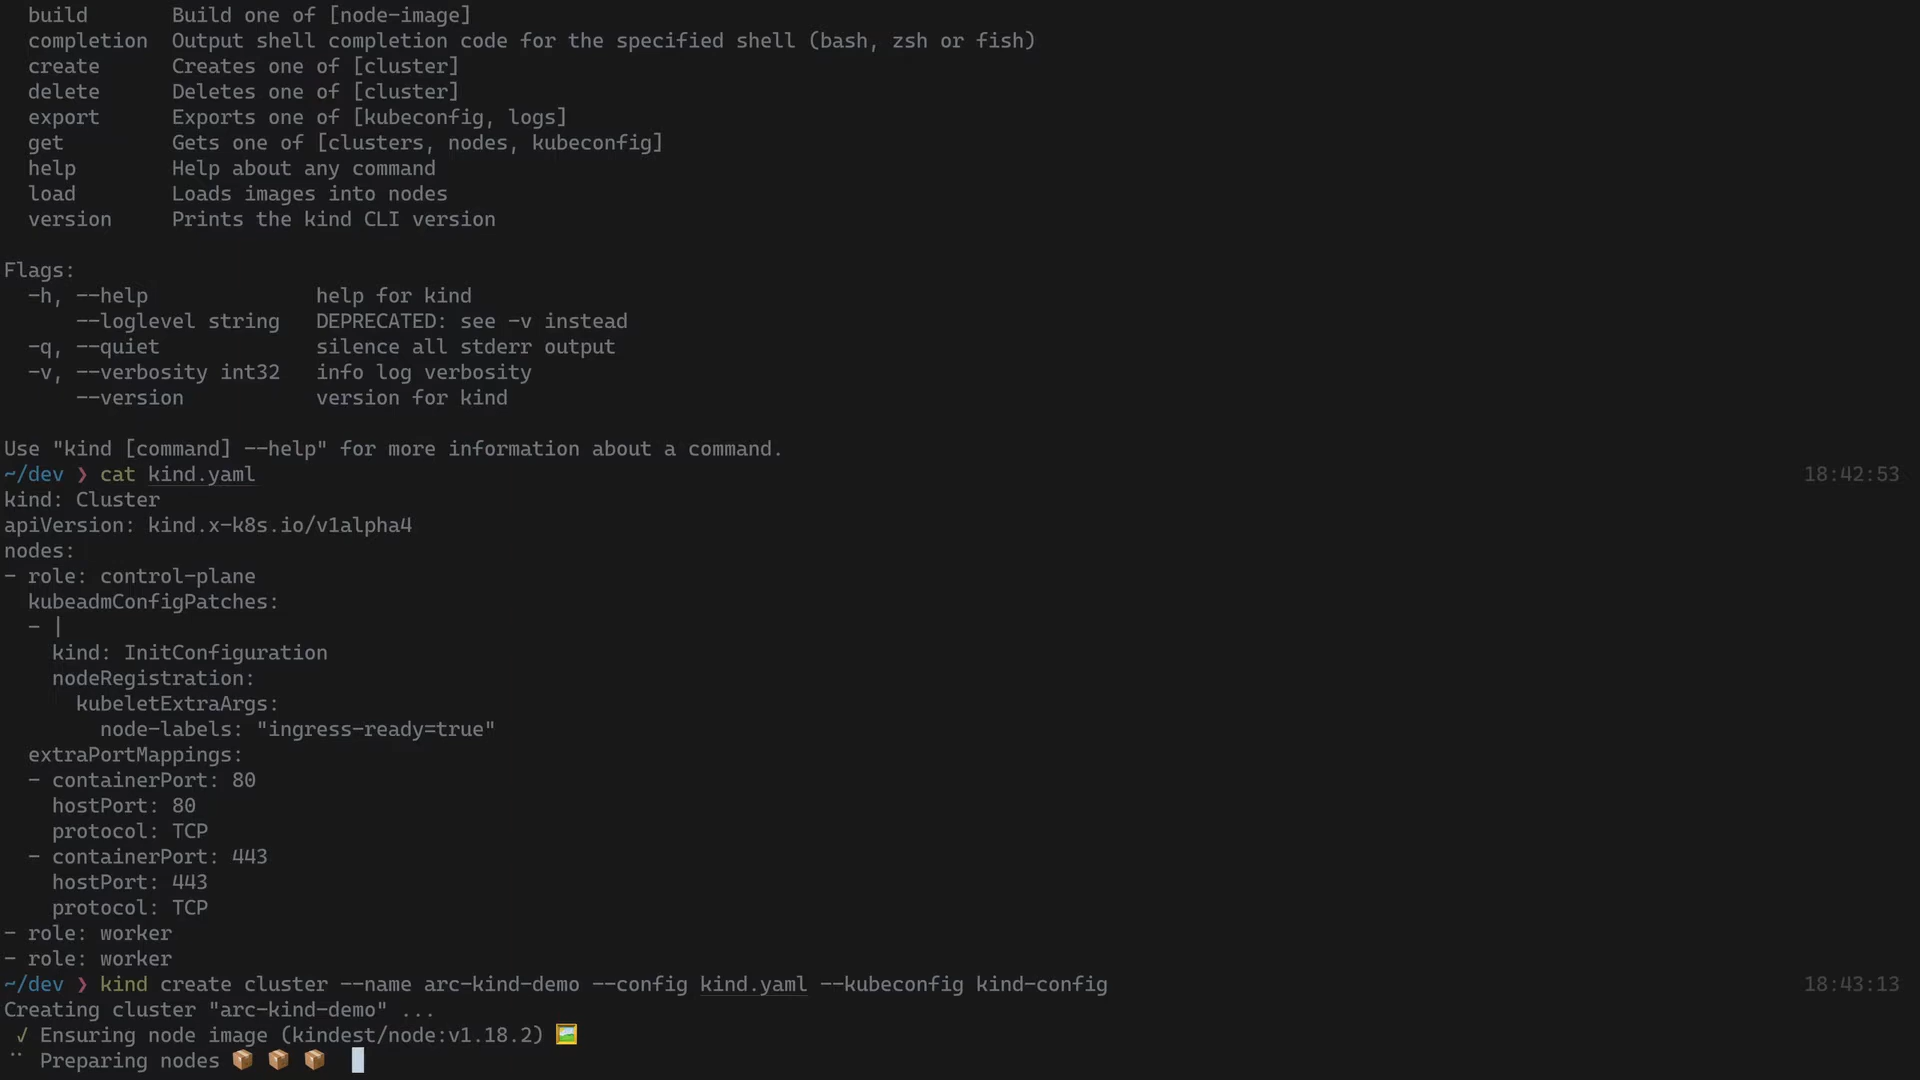 build       Build one of [node-image]
  completion  Output shell completion code for the specified shell (bash, zsh or fish)
  create      Creates one of [cluster]
  delete      Deletes one of [cluster]
  export      Exports one of [kubeconfig, logs]
  get         Gets one of [clusters, nodes, kubeconfig]
  help        Help about any command
  load        Loads images into nodes
  version     Prints the kind CLI version

Flags:
  -h, --help              help for kind
      --loglevel string   DEPRECATED: see -v instead
  -q, --quiet             silence all stderr output
  -v, --verbosity int32   info log verbosity
      --version           version for kind

Use "kind [command] --help" for more information about a command.
~/dev ❯ cat kind.yaml 18:42:53
kind: Cluster
apiVersion: kind.x-k8s.io/v1alpha4
nodes:
- role: control-plane
  kubeadmConfigPatches:
  - |
    kind: InitConfiguration
    nodeRegistration:
      kubeletExtraArgs:
        node-labels: "ingress-ready=true"
  extraPortMappings:
  - containerPort: 80
    hostPort: 80
    protocol: TCP
  - containerPort: 443
    hostPort: 443
    protocol: TCP
- role: worker
- role: worker
~/dev ❯ kind create cluster --name arc-kind-demo --config kind.yaml --kubeconfig kind-config 18:43:13
Creating cluster "arc-kind-demo" ...
 ✓ Ensuring node image (kindest/node:v1.18.2) 🖼
 Preparing nodes 📦 📦 📦